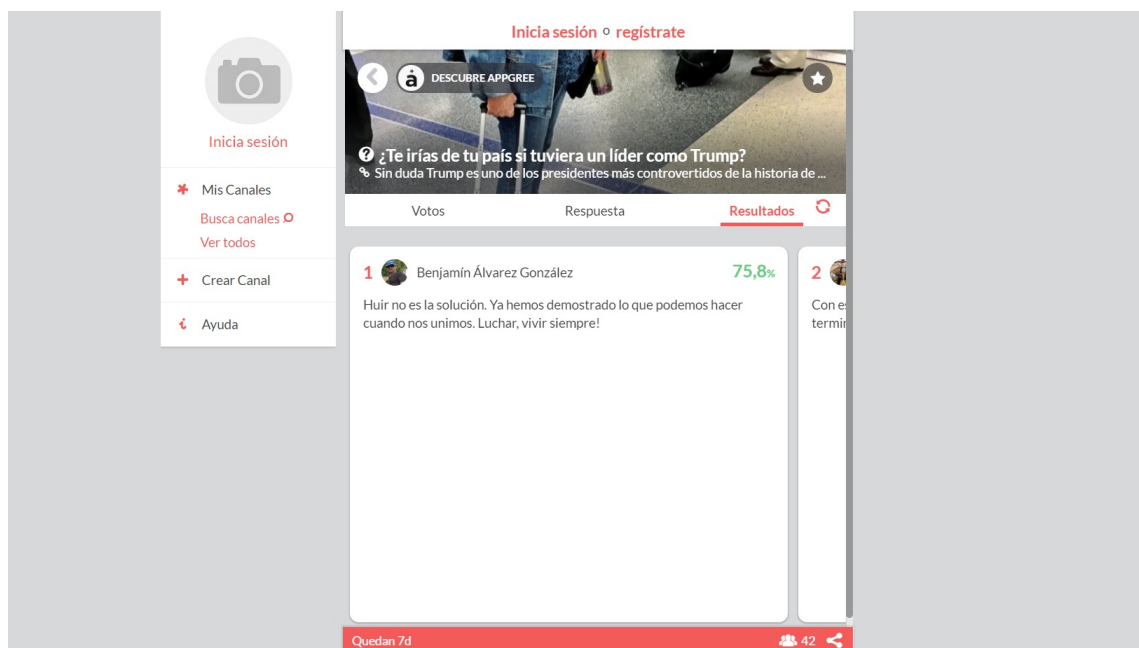 Inicia sesión o regístrate
Inicia sesión
Mis Canales
Busca canales
Ver todos
Crear Canal
Ayuda
DESCUBRE APPGREE
¿Te irías de tu país si tuviera un líder como Trump?
Sin duda Trump es uno de los presidentes más controvertidos de la historia de ...
Votos Respuesta Resultados
1 Benjamín Álvarez González 75,8%
Huir no es la solución. Ya hemos demostrado lo que podemos hacer
cuando nos unimos. Luchar, vivir siempre!
2
Con
Quedan 7d 42